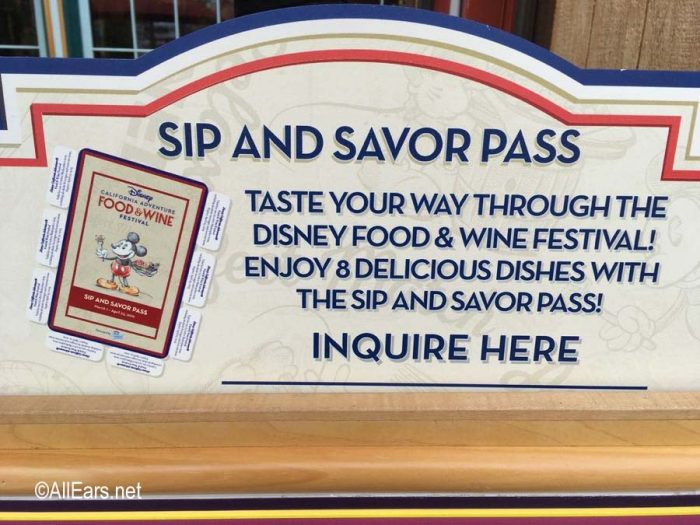 SIP AND SAVOR PASS
TASTE YOUR WAY THROUGH THE
DISNEY FOOD & WINE FESTIVAL!
ENJOY 8 DELICIOUS DISHES WITH
THE SIP AND SAVOR PASS!
INQUIRE HERE
Disney
CALIFORNIA ADVENTURE
FOOD & WINE
FESTIVAL
SIP AND SAVOR PASS
©AllEars.net